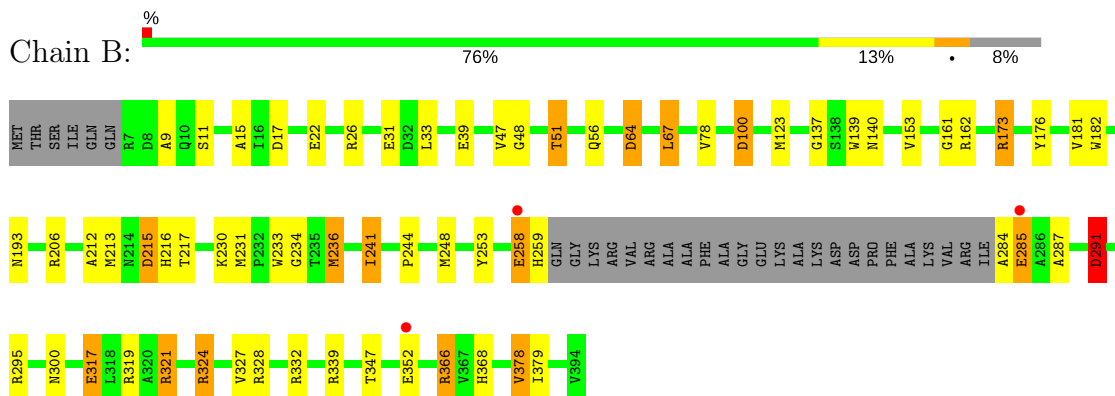 %
Chain B:
76% 13% • 8%
MET THR SER ILE GLN GLN R7 D8 A9 Q10 S11 A15 I16 D17 E22 R26 E31 D32 L33 E39 V47 G48 T51 Q56 D64 L67 V78 D100 M123 G137 S138 W139 N140 V153 G161 R162 R173 Y176 V181 W182
N193 R206 A212 M213 N214 D215 H216 T217 K230 M231 P232 W233 G234 T235 M236 I241 P244 M248 Y253 E258 H259 GLN GLY LYS ARG VAL ARG ALA ALA PHE ALA GLY GLU LYS ALA LYS ASP ASP PRO PHE ALA LYS VAL ARG ILE A284 E285 A286 A287 D291
R295 N300 E317 L318 R319 A320 R321 R324 V327 R328 R332 R339 T347 E352 R366 V367 H368 V378 I379 V394